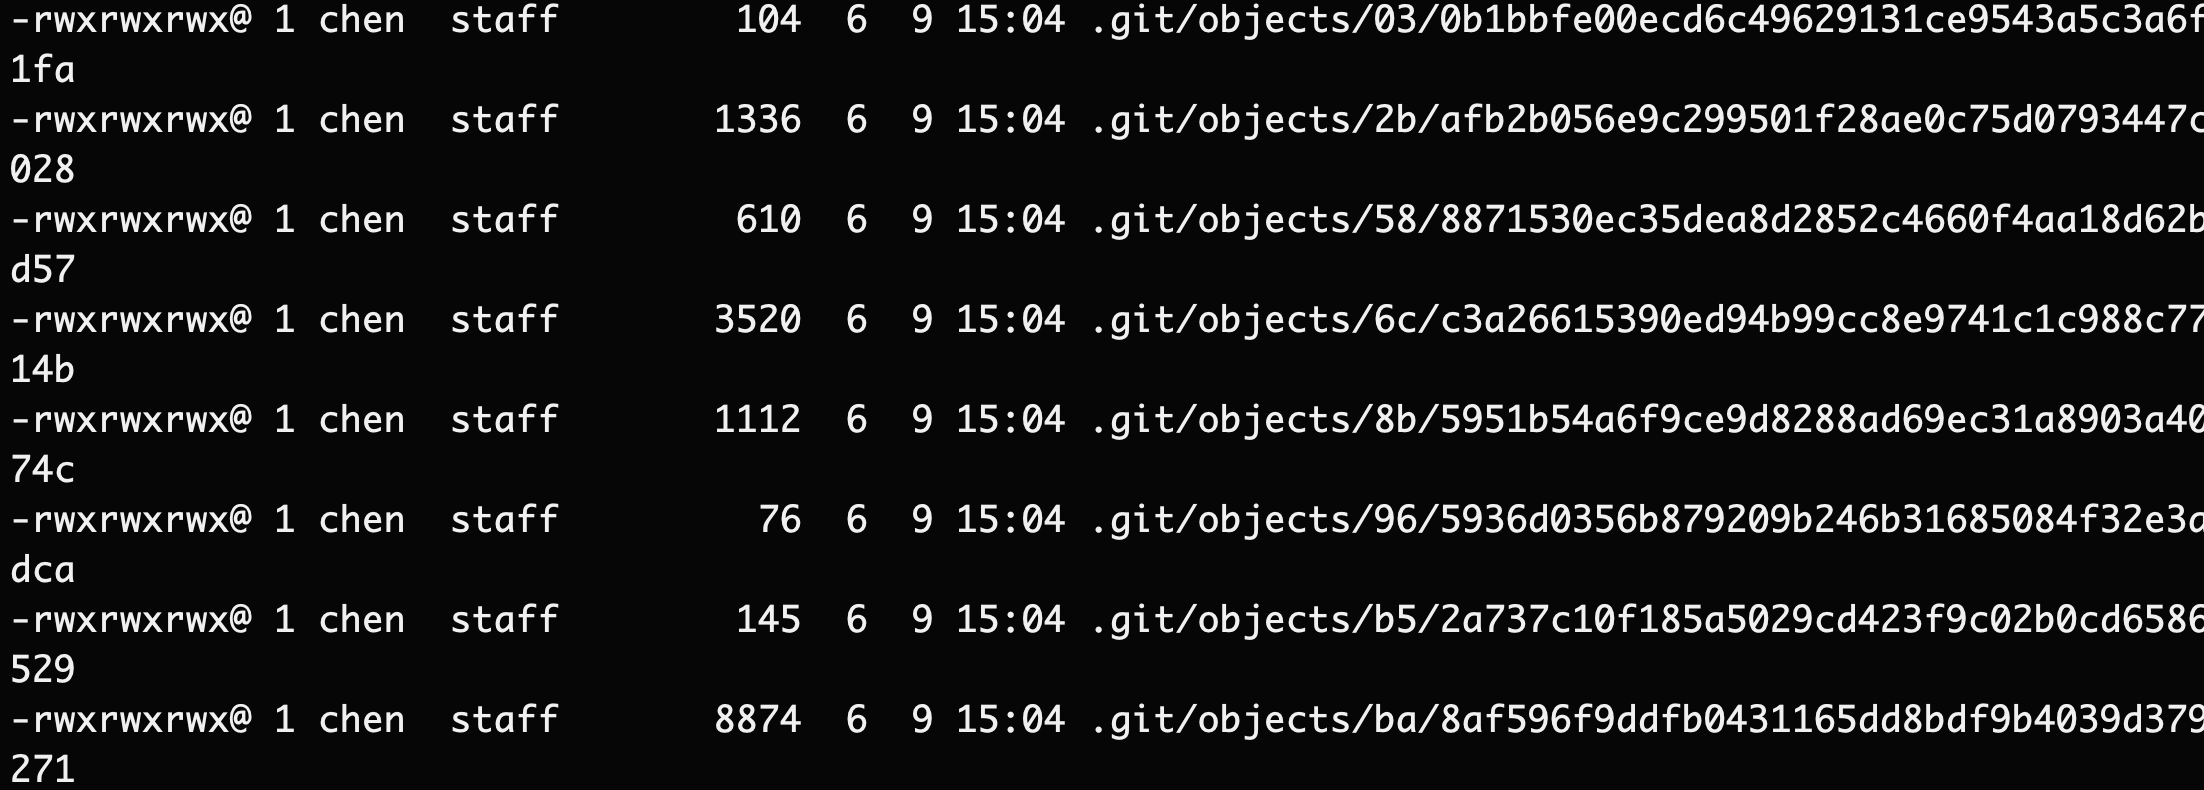 -rwxrwxrwx@ 1 chen  staff        104  6  9 15:04 .git/objects/03/0b1bbfe00ecd6c49629131ce9543a5c3a6f
1fa
-rwxrwxrwx@ 1 chen  staff       1336  6  9 15:04 .git/objects/2b/afb2b056e9c299501f28ae0c75d0793447c
028
-rwxrwxrwx@ 1 chen  staff        610  6  9 15:04 .git/objects/58/8871530ec35dea8d2852c4660f4aa18d62b
d57
-rwxrwxrwx@ 1 chen  staff       3520  6  9 15:04 .git/objects/6c/c3a26615390ed94b99cc8e9741c1c988c77
14b
-rwxrwxrwx@ 1 chen  staff       1112  6  9 15:04 .git/objects/8b/5951b54a6f9ce9d8288ad69ec31a8903a40
74c
-rwxrwxrwx@ 1 chen  staff         76  6  9 15:04 .git/objects/96/5936d0356b879209b246b31685084f32e3a
dca
-rwxrwxrwx@ 1 chen  staff        145  6  9 15:04 .git/objects/b5/2a737c10f185a5029cd423f9c02b0cd6586
529
-rwxrwxrwx@ 1 chen  staff       8874  6  9 15:04 .git/objects/ba/8af596f9ddfb0431165dd8bdf9b4039d379
271